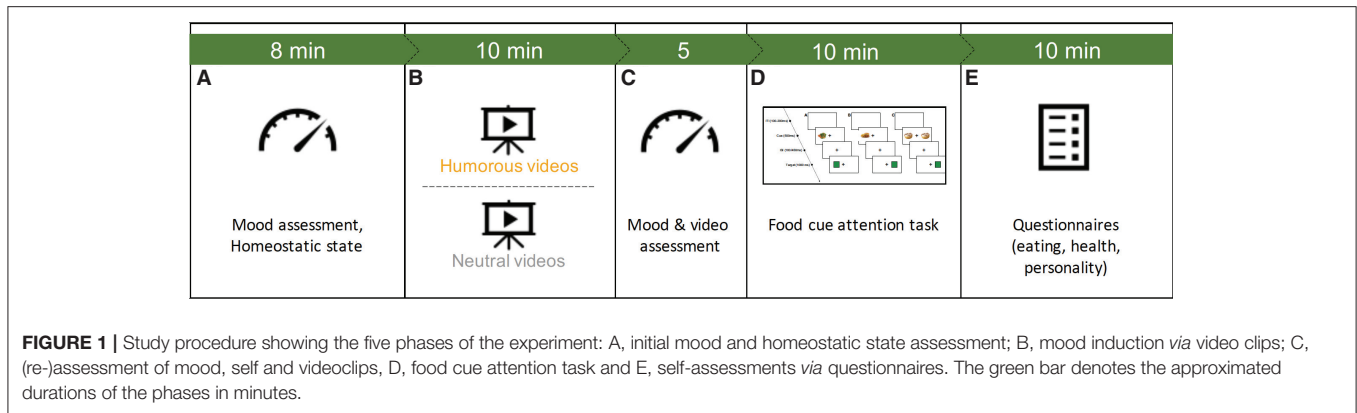 8 min
10 min
5
10 min
10 min
A
B
C
D
E
Humorous videos
Neutral videos
Mood assessment,
Homeostatic state
Mood & video
assessment
Food cue attention task
Questionnaires
(eating, health,
personality)
A
B
C
FIGURE 1 | Study procedure showing the five phases of the experiment: A, initial mood and homeostatic state assessment; B, mood induction via video clips; C,
(re-)assessment of mood, self and videoclips, D, food cue attention task and E, self-assessments via questionnaires. The green bar denotes the approximated
durations of the phases in minutes.